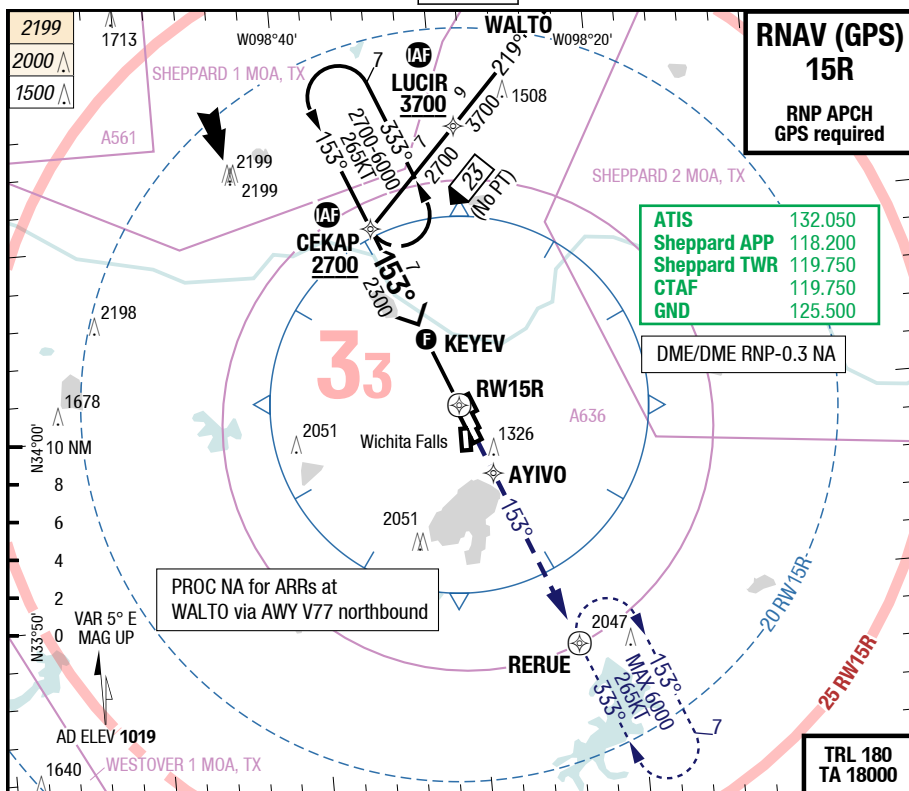 2199
2000
1500
1713
W098°40'
WALTO
W098°20'
RNAV (GPS)
15R
RNP APCH
GPS required
SHEPPARD 1 MOA, TX
IAF
LUCIR
3700
219°
9
3700
1508
7
333°
2700-6000
265KT
153°
7
2700
23
(No PT)
A561
2199
2199
SHEPPARD 2 MOA, TX
IAF
CEKAP
2700
153°
7
2300
ATIS 132.050
Sheppard APP 118.200
Sheppard TWR 119.750
CTAF 119.750
GND 125.500
DME/DME RNP-0.3 NA
2198
F KEYEV
33
RW15R
A636
1678
2051
Wichita Falls
1326
N34°00'
10 NM
8
6
4
2
0
AYIVO
153°
2051
PROC NA for ARRs at
WALTO via AWY V77 northbound
20 RW15R
N33°50'
VAR 5° E
MAG UP
2047
RERUE
153°
MAX 6000
265KT
333°
7
25 RW15R
AD ELEV 1019
WESTOVER 1 MOA, TX
1640
TRL 180
TA 18000